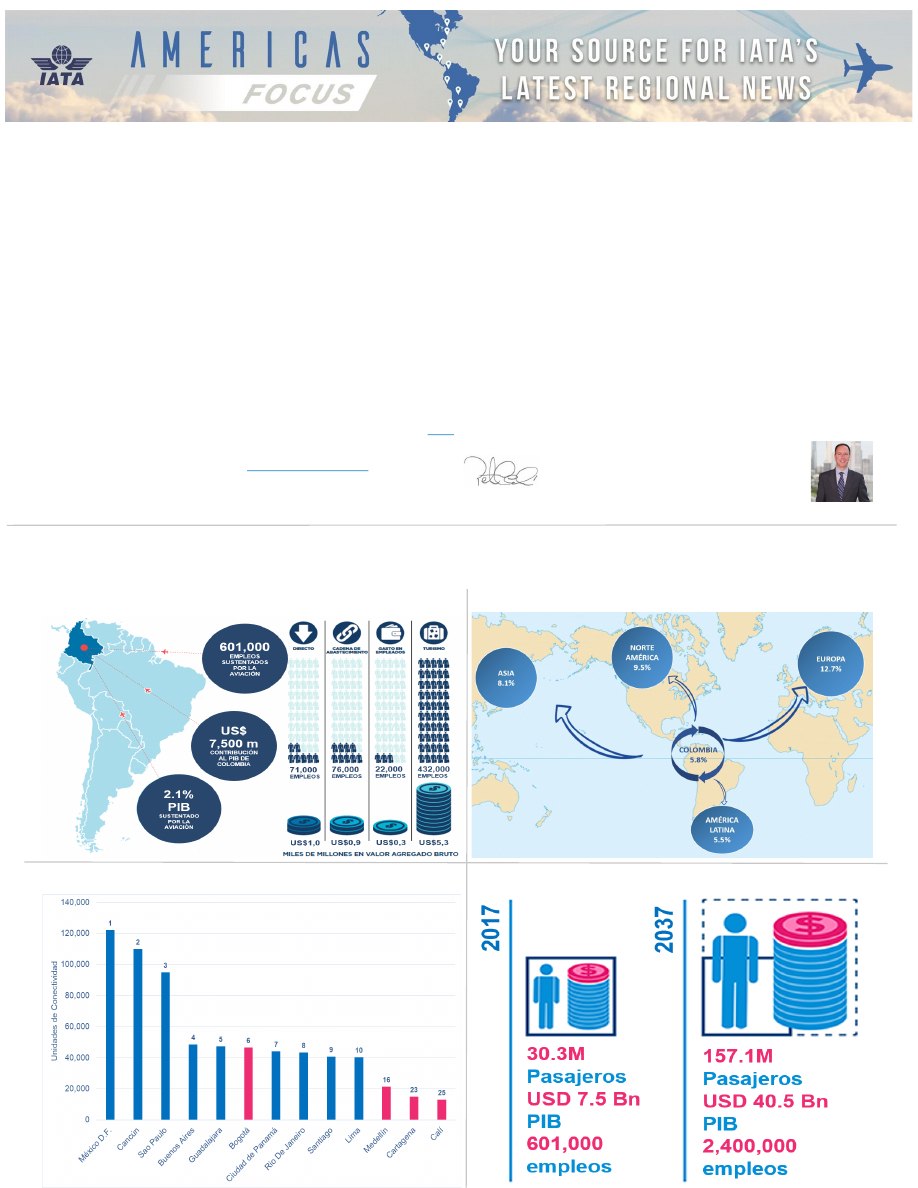 IATA
AMERICAS
FOCUS
YOUR SOURCE FOR IATA'S
LATEST REGIONAL NEWS
601,000
EMPLEOS
SUSTENTADOS
POR LA
AVIACIÓN
US$
7,500 m
CONTRIBUCIÓN
AL PIB DE
COLOMBIA
2.1%
PIB
SUSTENTADO
POR LA
AVIACIÓN
DIRECTO
CADENA DE
ABASTECIMIENTO
GASTO EN
EMPLEADOS
TURISMO
71,000
EMPLEOS
76,000
EMPLEOS
22,000
EMPLEOS
432,000
EMPLEOS
US$1,0
US$0,9
US$0,3
US$5,3
MILES DE MILLONES EN VALOR AGREGADO BRUTO
ASIA
8.1%
NORTE
AMÉRICA
9.5%
EUROPA
12.7%
COLOMBIA
5.8%
AMÉRICA
LATINA
5.5%
Unidades de Conectividad
140,000
120,000
100,000
80,000
60,000
40,000
20,000
0
1
2
3
4
5
6
7
8
9
10
16
23
25
México D.F.
Cancún
Sao Paulo
Buenos Aires
Guadalajara
Bogotá
Ciudad de Panamá
Rio De Janeiro
Santiago
Lima
Medellín
Cartagena
Cali
2017
30.3M
Pasajeros
USD 7.5 Bn
PIB
601,000
empleos
2037
157.1M
Pasajeros
USD 40.5 Bn
PIB
2,400,000
empleos